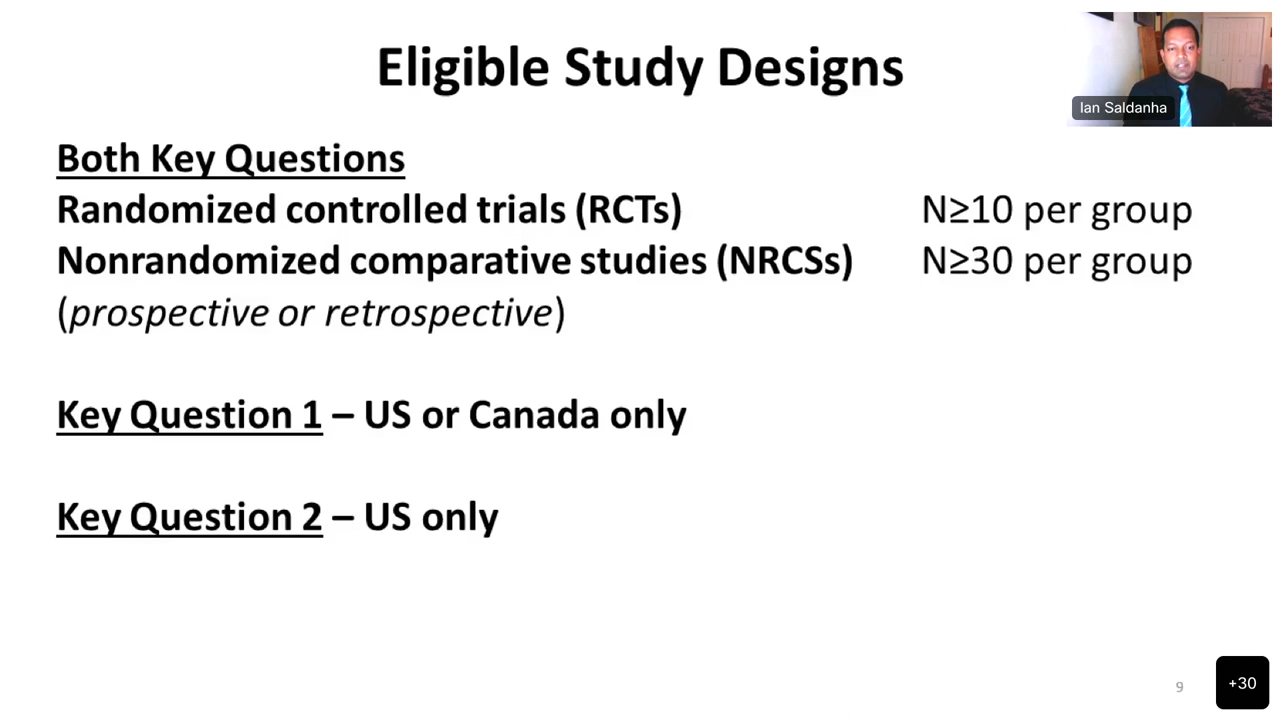 Eligible Study Designs
Ian Saldanha
Both Key Questions
Randomized controlled trials (RCTs) N≥10 per group
Nonrandomized comparative studies (NRCSs) N≥30 per group
(prospective or retrospective)
Key Question 1 – US or Canada only
Key Question 2 – US only
9
+30